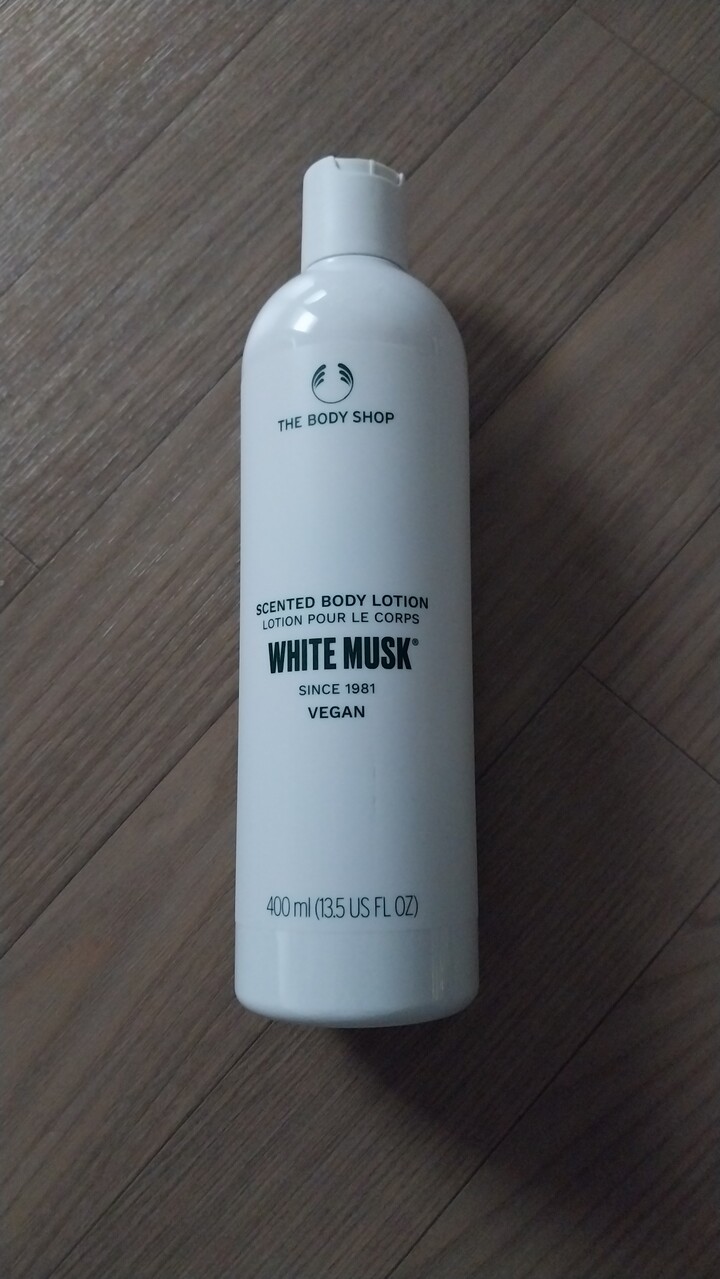 THE BODY SHOP
SCENTED BODY LOTION
LOTION POUR LE CORPS
WHITE MUSK®
SINCE 1981
VEGAN
400 ml (13.5 US FL OZ)